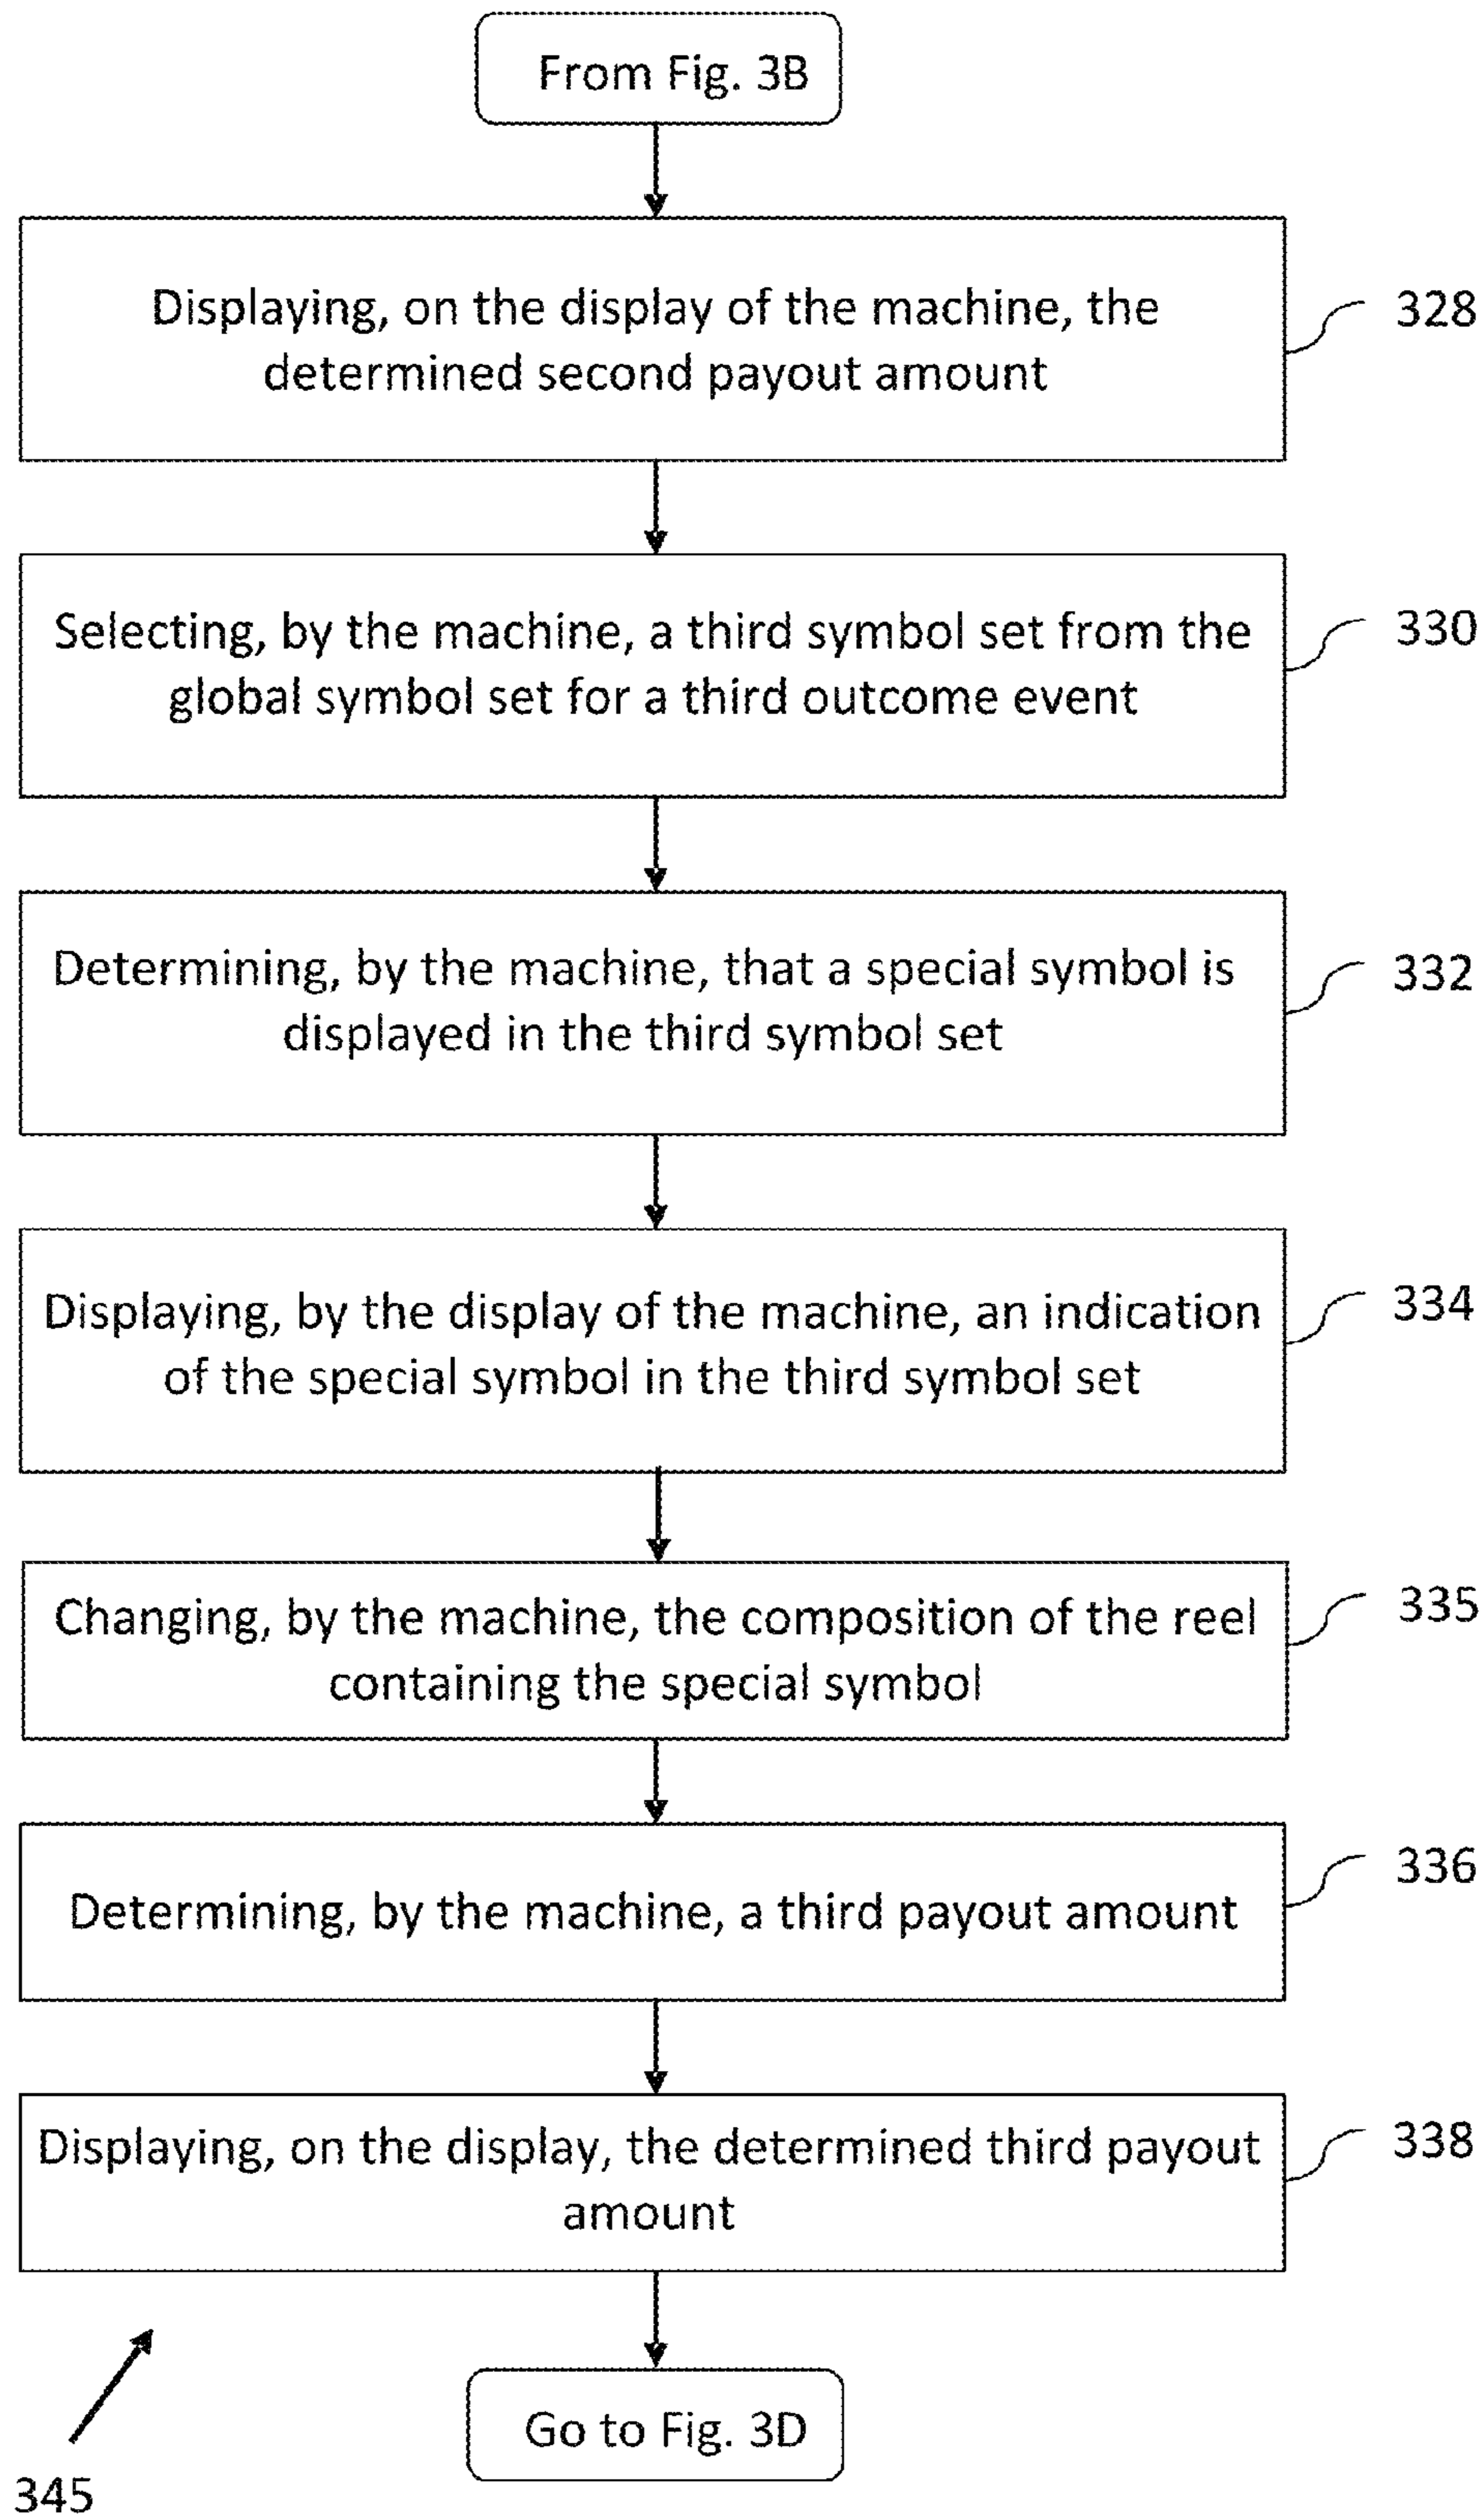 From Fig. 3B
Displaying, on the display of the machine, the
determined second payout amount
328
Selecting, by the machine, a third symbol set from the
global symbol set for a third outcome event
330
Determining, by the machine, that a special symbol is
displayed in the third symbol set
332
Displaying, by the display of the machine, an indication
of the special symbol in the third symbol set
334
Changing, by the machine, the composition of the reel
containing the special symbol
335
Determining, by the machine, a third payout amount
336
Displaying, on the display, the determined third payout
amount
338
Go to Fig. 3D
345